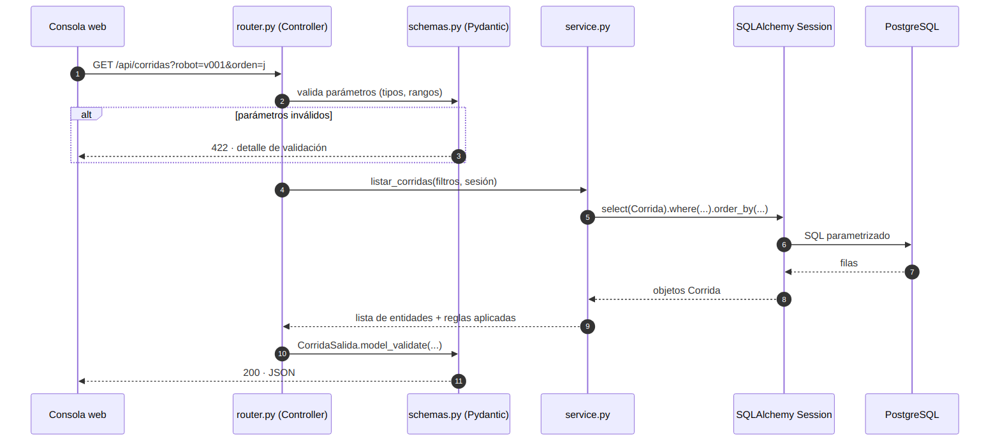 Consola web
router.py (Controller)
schemas.py (Pydantic)
service.py
SQLAlchemy Session
PostgreSQL
GET /api/corridas?robot=v001&orden=j
1
valida parámetros (tipos, rangos)
2
alt
[parámetros inválidos]
422 · detalle de validación
3
listar_corridas(filtros, sesión)
4
select(Corrida).where(...).order_by(...)
5
SQL parametrizado
6
filas
7
objetos Corrida
8
lista de entidades + reglas aplicadas
9
CorridaSalida.model_validate(...)
10
200 · JSON
11
Consola web
router.py (Controller)
schemas.py (Pydantic)
service.py
SQLAlchemy Session
PostgreSQL